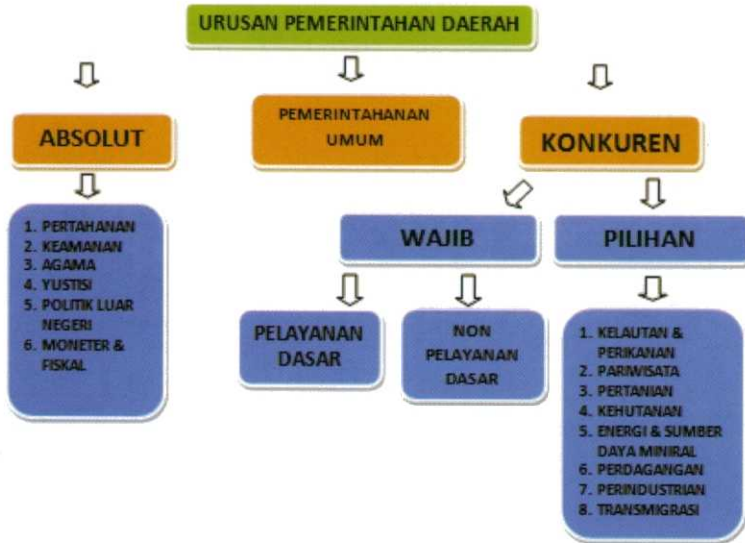 URUSAN PEMERINTAHAN DAERAH
ABSOLUT
PEMERINTAHANAN
UMUM
KONKUREN
1. PERTAHANAN
2. KEAMANAN
3. AGAMA
4. YUSTISI
5. POLITIK LUAR
NEGERI
6. MONETER &
FISKAL
WAJIB
PILIHAN
PELAYANAN
DASAR
NON
PELAYANAN
DASAR
1. KELAUTAN &
PERIKANAN
2. PARIWISATA
3. PERTANIAN
4. KEHUTANAN
5. ENERGI & SUMBER
DAYA MINIRAL
6. PERDAGANGAN
7. PERINDUSTRIAN
8. TRANSMIGRASI